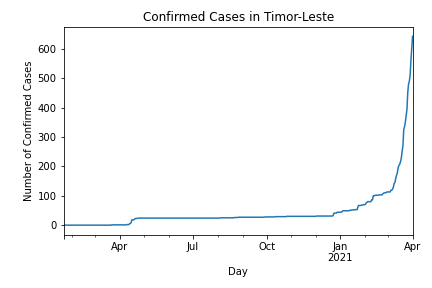 Confirmed Cases in Timor-Leste
Number of Confirmed Cases
600
500
400
300
200
100
0
Apr
Jul
Oct
Jan
2021
Apr
Day